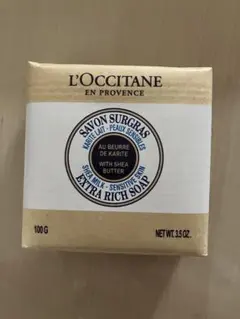 L'OCCITANE
EN PROVENCE
SAVON SURGRAS
KARITÉ LAIT - PEAUX SENSIBLES
AU BEURRE
DE KARITÉ
WITH SHEA
BUTTER
SHEA MILK - SENSITIVE SKIN
EXTRA RICH SOAP
100 G
NET WT. 3.5 OZ.